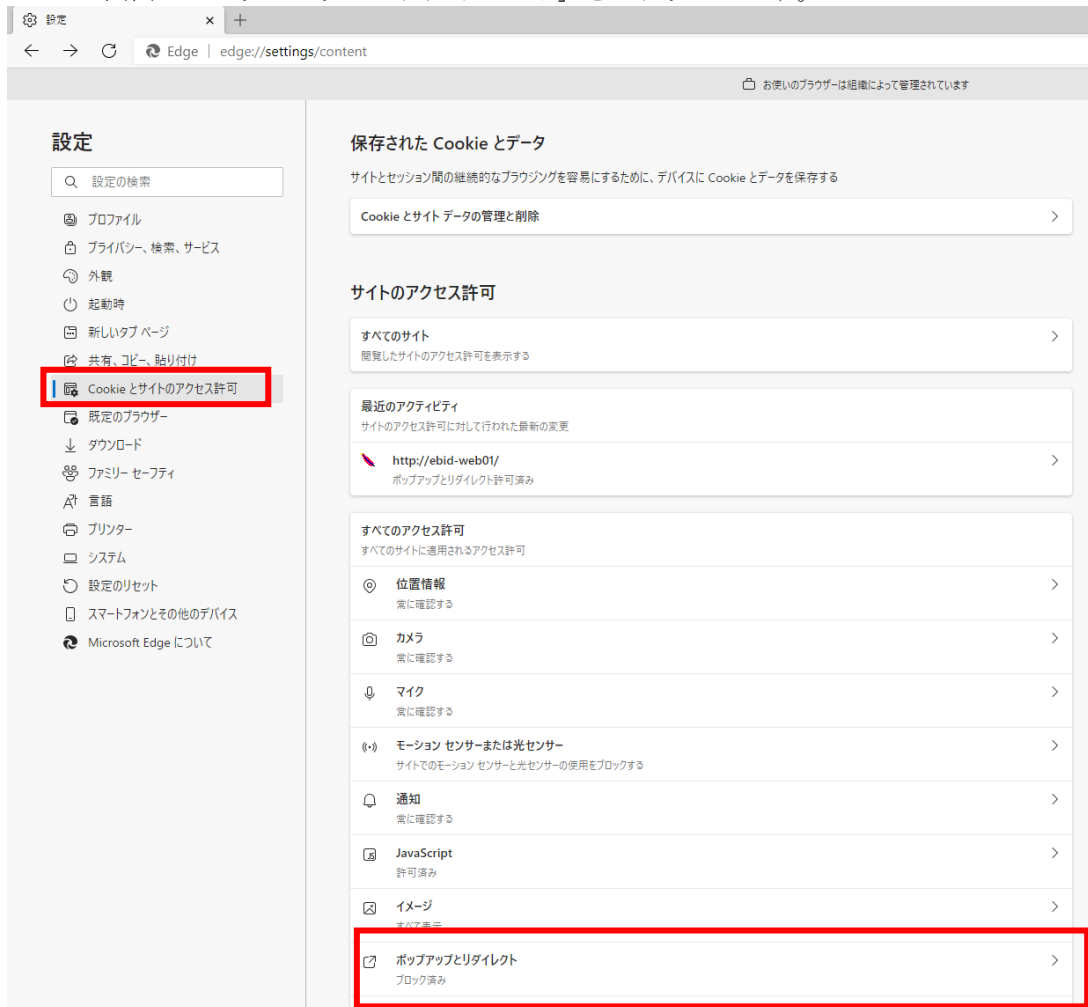 設定
Edge | edge://settings/content
お使いのブラウザーは組織によって管理されています
設定
設定の検索
プロファイル
プライバシー、検索、サービス
外観
起動時
新しいタブ ページ
共有、コピー、貼り付け
Cookie とサイトのアクセス許可
既定のブラウザー
ダウンロード
ファミリー セーフティ
言語
プリンター
システム
設定のリセット
スマートフォンとその他のデバイス
Microsoft Edge について
保存された Cookie とデータ
サイトとセッション間の継続的なブラウジングを容易にするために、デバイスに Cookie とデータを保存する
Cookie とサイト データの管理と削除
サイトのアクセス許可
すべてのサイト
閲覧したサイトのアクセス許可を表示する
最近のアクティビティ
サイトのアクセス許可に対して行われた最新の変更
http://ebid-web01/
ポップアップとリダイレクト許可済み
すべてのアクセス許可
すべてのサイトに適用されるアクセス許可
位置情報
常に確認する
カメラ
常に確認する
マイク
常に確認する
モーション センサーまたは光センサー
サイトでのモーション センサーと光センサーの使用をブロックする
通知
常に確認する
JavaScript
許可済み
イメージ
すべて表示
ポップアップとリダイレクト
ブロック済み